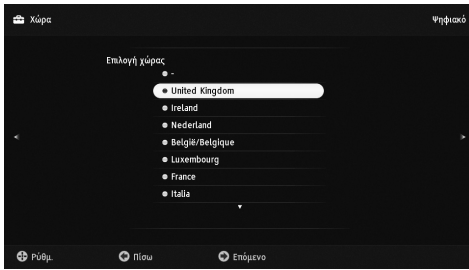 Χώρα
Ψηφιακό
Επιλογή χώρας
-
United Kingdom
Ireland
Nederland
België/Belgique
Luxembourg
France
Italia
Ρύθμ. Πίσω Επόμενο